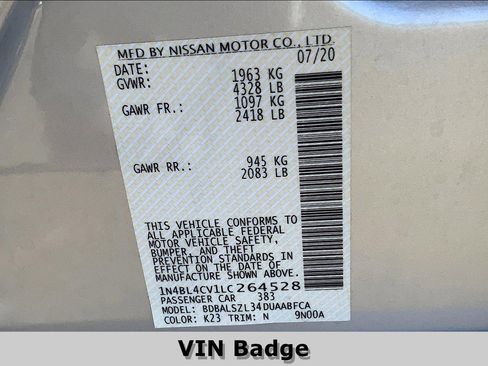 MFD BY NISSAN MOTOR CO., LTD.
DATE: 07/20
GVWR: 1963 KG
4328 LB
GAWR FR.: 1097 KG
2418 LB
GAWR RR.: 945 KG
2083 LB
THIS VEHICLE CONFORMS TO
ALL APPLICABLE FEDERAL
MOTOR VEHICLE SAFETY,
BUMPER, AND THEFT
PREVENTION STANDARDS IN
EFFECT ON THE DATE OF
MANUFACTURE SHOWN ABOVE.
1N4BL4CV1LC264528
PASSENGER CAR 383
MODEL: BDBALSZL34DUAABFCA
COLOR: K23 TRIM: N 9N00A
VIN Badge